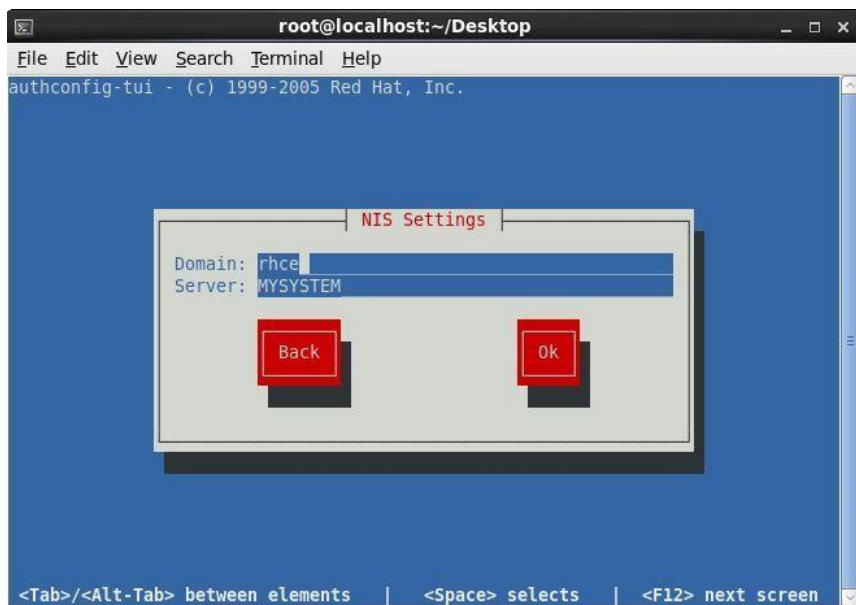 root@localhost:~/Desktop
File Edit View Search Terminal Help
authconfig-tui - (c) 1999-2005 Red Hat, Inc.
NIS Settings
Domain: rhce
Server: MYSYSTEM
Back Ok
<Tab>/<Alt-Tab> between elements | <Space> selects | <F12> next screen